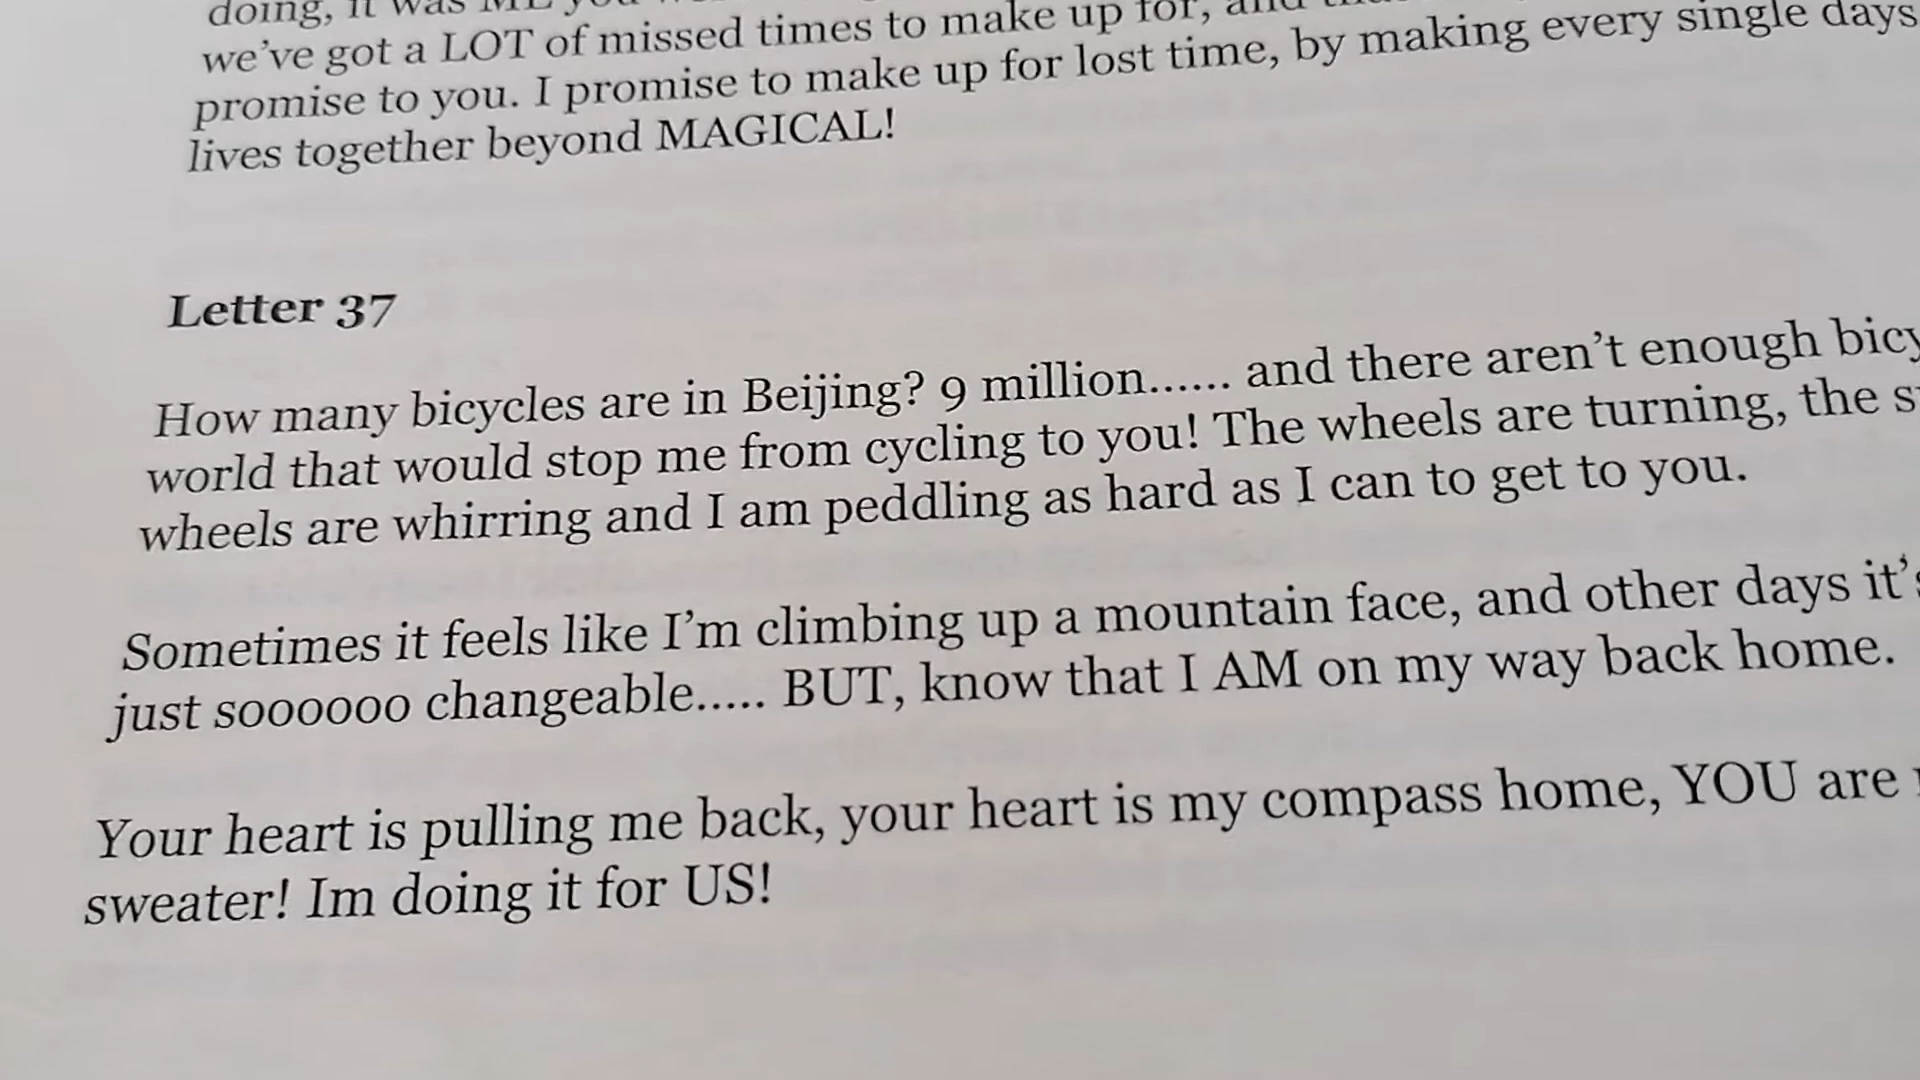 doing, it was ME you
we've got a LOT of missed times to make up for, and
promise to you. I promise to make up for lost time, by making every single days
lives together beyond MAGICAL!
Letter 37
How many bicycles are in Beijing? 9 million...... and there aren't enough
world that would stop me from cycling to you! The wheels are turning, the
wheels are whirring and I am peddling as hard as I can to get to you.
Sometimes it feels like I'm climbing up a mountain face, and other days it's
just soooooo changeable..... BUT, know that I AM on my way back home.
Your heart is pulling me back, your heart is my compass home, YOU are
sweater! Im doing it for US!